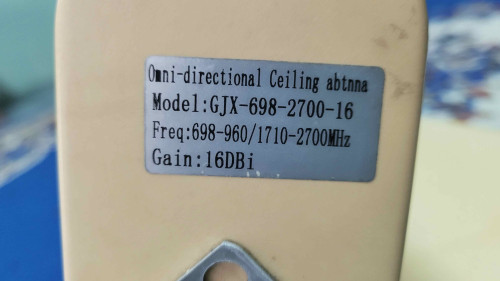 Omni-directional Ceiling abtnna
Model:GJX-698-2700-16
Freq:698-960/1710-2700MHz
Gain:16DBi